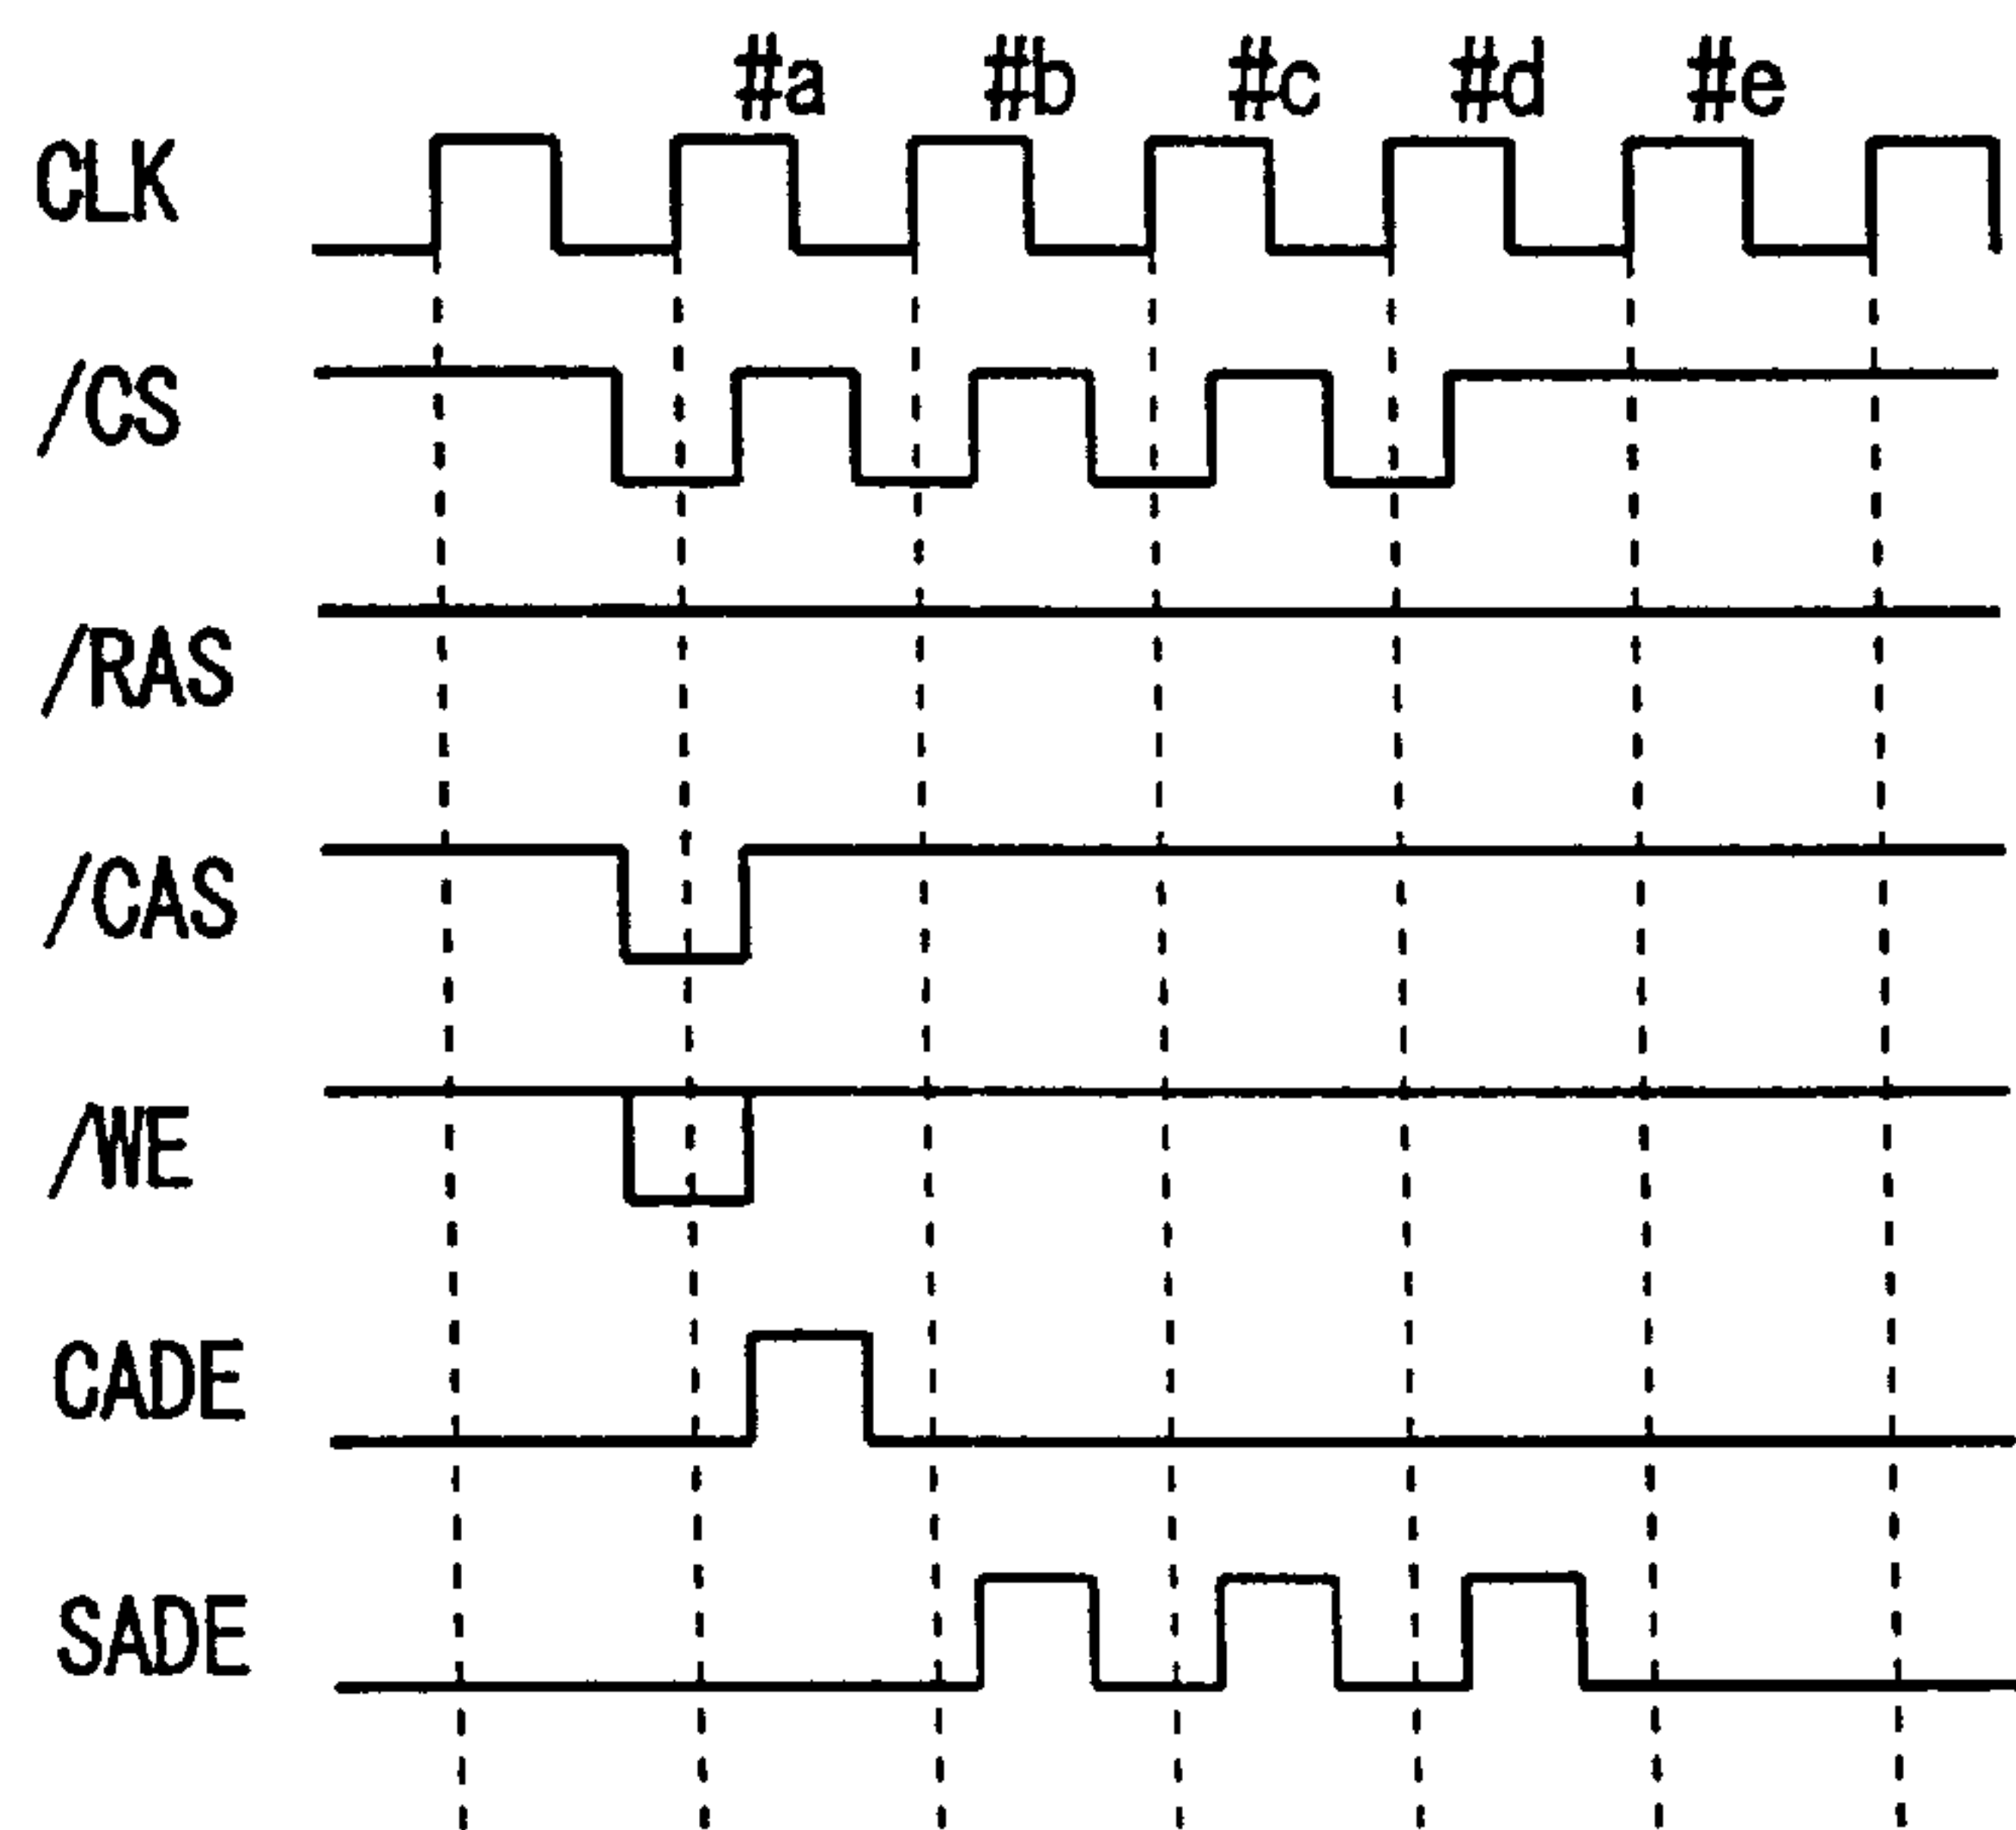 #a #b #c #d #e
CLK
/CS
/RAS
/CAS
/WE
CADE
SADE